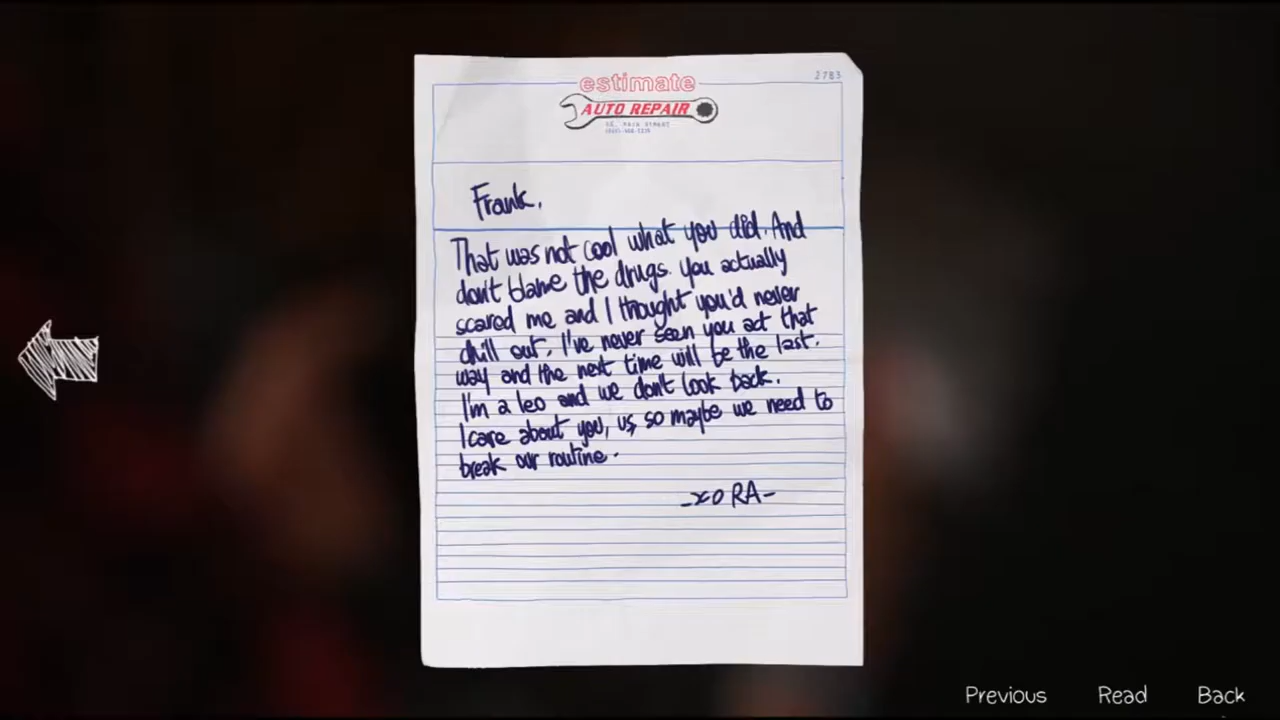 2783
estimate
AUTO REPAIR
Frank,
That was not cool what you did. And
don't blame the drugs. You actually
scared me and I thought you'd never
chill out. I've never seen you act that
way and the next time will be the last.
I'm a leo and we don't look back.
I care about you, us, so maybe we need to
break our routine.
-xo RA-
Previous Read Back